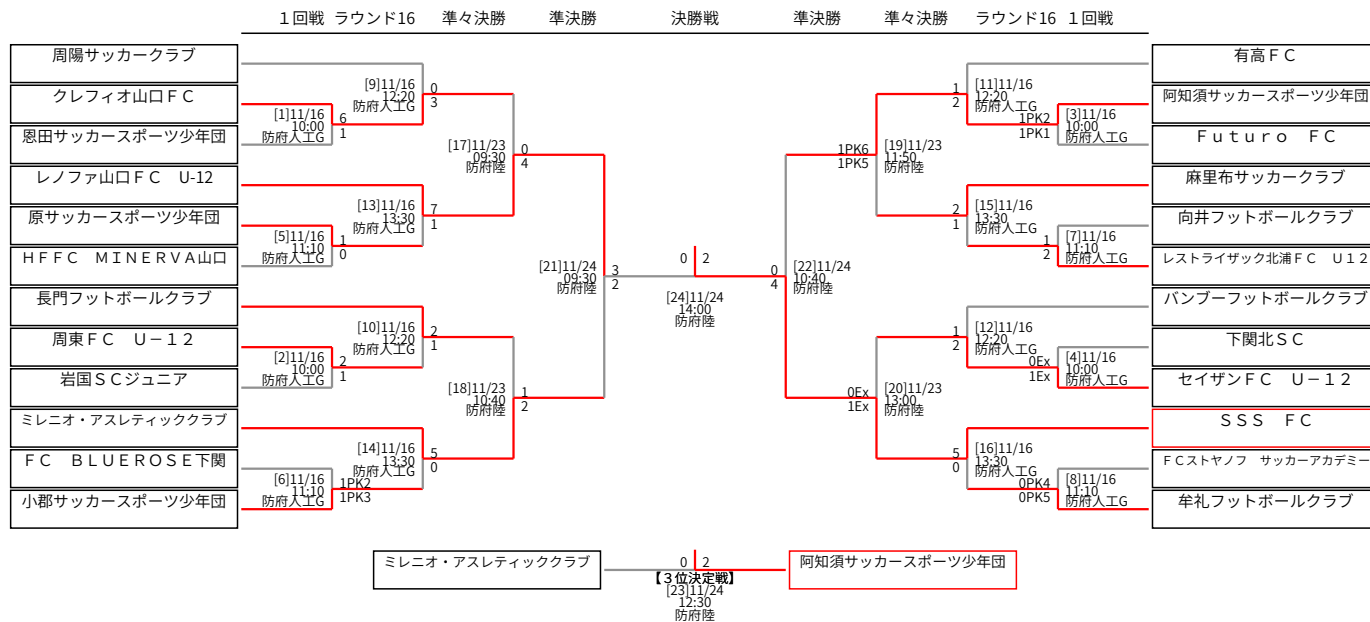 １回戦 ラウンド16 準々決勝 準決勝 決勝戦 準決勝 準々決勝 ラウンド16 １回戦
周陽サッカークラブ
クレフィオ山口ＦＣ
恩田サッカースポーツ少年団
レノファ山口ＦＣ　U-12
原サッカースポーツ少年団
ＨＦＦＣ　ＭＩＮＥＲＶＡ山口
長門フットボールクラブ
周東ＦＣ　Ｕ－１２
岩国ＳＣジュニア
ミレニオ・アスレティッククラブ
ＦＣ　ＢＬＵＥＲＯＳＥ下関
小郡サッカースポーツ少年団
[1]11/16
10:00
防府人工G
6
1
[5]11/16
11:10
防府人工G
1
0
[2]11/16
10:00
防府人工G
2
1
[6]11/16
11:10
防府人工G
1PK2
1PK3
[9]11/16
12:20
防府人工G
0
3
[13]11/16
13:30
防府人工G
7
1
[10]11/16
12:20
防府人工G
2
1
[14]11/16
13:30
防府人工G
5
0
[17]11/23
09:30
防府陸
0
4
[18]11/23
10:40
防府陸
1
2
[21]11/24
09:30
防府陸
3
2
0 2
[24]11/24
14:00
防府陸
0
4
[22]11/24
10:40
防府陸
1PK6
1PK5
[19]11/23
11:50
防府陸
0Ex
1Ex
[20]11/23
13:00
防府陸
1
2
[11]11/16
12:20
防府人工G
2
1
[15]11/16
13:30
防府人工G
1
2
[12]11/16
12:20
防府人工G
5
0
[16]11/16
13:30
防府人工G
1PK2
1PK1
[3]11/16
10:00
防府人工G
1
2
[7]11/16
11:10
防府人工G
0Ex
1Ex
[4]11/16
10:00
防府人工G
0PK4
0PK5
[8]11/16
11:10
防府人工G
有高ＦＣ
阿知須サッカースポーツ少年団
Ｆｕｔｕｒｏ　ＦＣ
麻里布サッカークラブ
向井フットボールクラブ
レストライザック北浦ＦＣ　Ｕ１２
バンブーフットボールクラブ
下関北ＳＣ
セイザンＦＣ　Ｕ－１２
ＳＳＳ　ＦＣ
ＦＣストヤノフ　サッカーアカデミー
牟礼フットボールクラブ
ミレニオ・アスレティッククラブ 0 2 阿知須サッカースポーツ少年団
【３位決定戦】
[23]11/24
12:30
防府陸